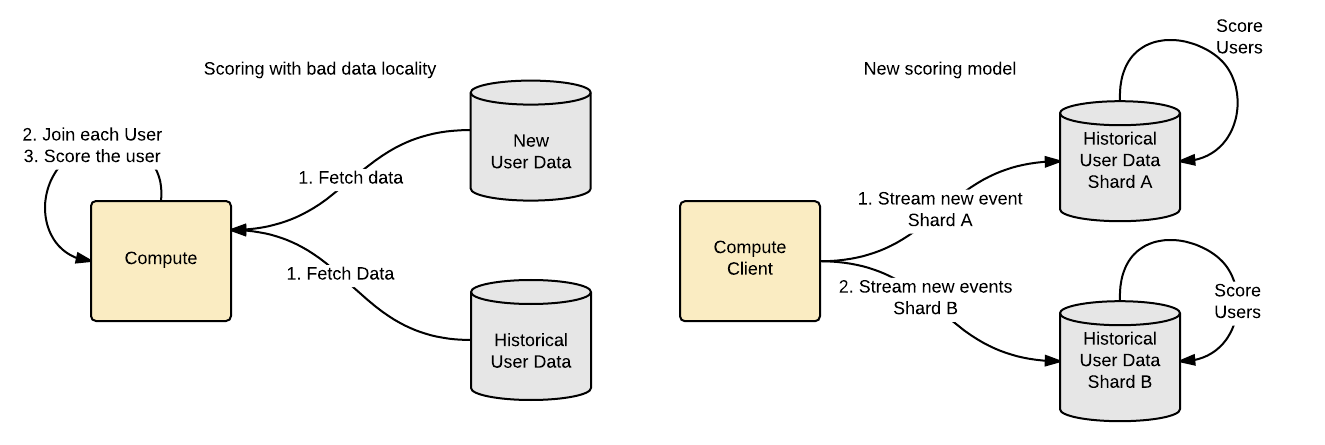 Scoring with bad data locality
2. Join each User
3. Score the user
New
User Data
1. Fetch data
Compute
1. Fetch Data
Historical
User Data
New scoring model
Score
Users
Historical
User Data
Shard A
1. Stream new event
Shard A
Compute
Client
2. Stream new events
Shard B
Score
Users
Historical
User Data
Shard B